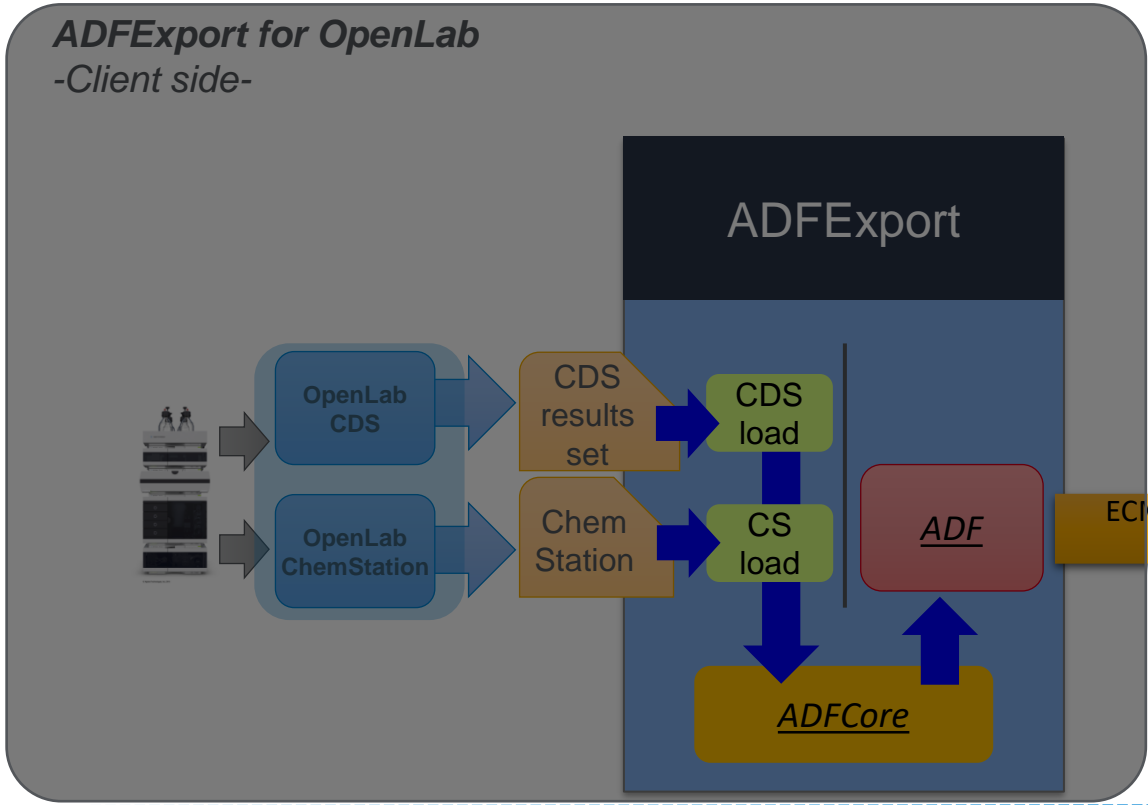 ADFExport for OpenLab
-Client side-
ADFExport
OpenLab
CDS
CDS
results
set
CDS
load
OpenLab
ChemStation
Chem
Station
CS
load
ADF
ADFCore